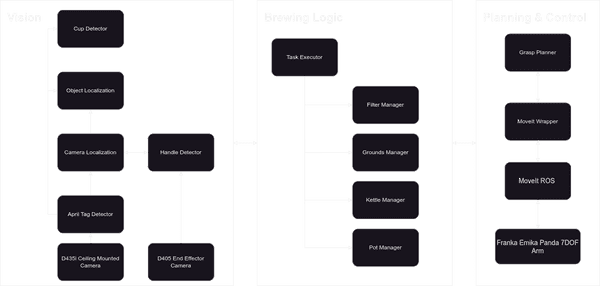 Vision
Cup Detector
Object Localization
Camera Localization
Handle Detector
April Tag Detector
D435i Ceiling Mounted
Camera
D405 End Effector
Camera
Brewing Logic
Task Executor
Filter Manager
Grounds Manager
Kettle Manager
Pot Manager
Planning & Control
Grasp Planner
MoveIt Wrapper
MoveIt ROS
Franka Emika Panda 7DOF
Arm